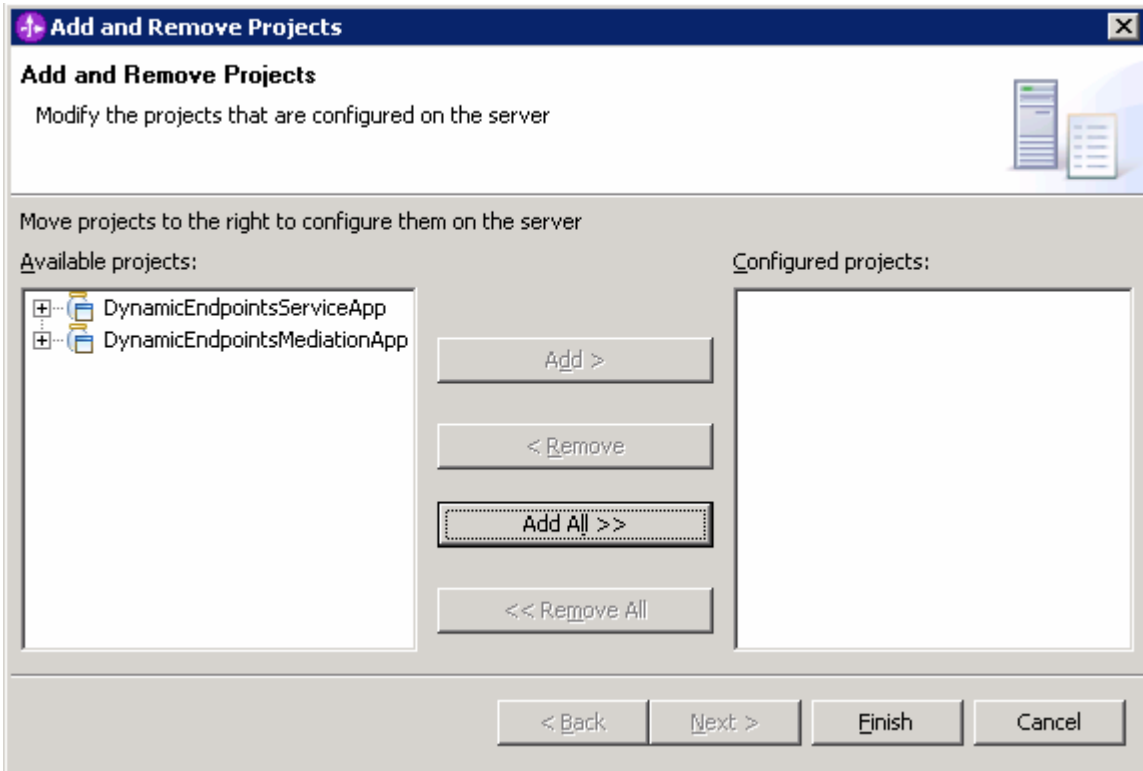 Add and Remove Projects
Add and Remove Projects
Modify the projects that are configured on the server
Move projects to the right to configure them on the server
Available projects:
Configured projects:
DynamicEndpointsServiceApp
DynamicEndpointsMediationApp
Add >
< Remove
Add All >>
<< Remove All
< Back
Next >
Finish
Cancel